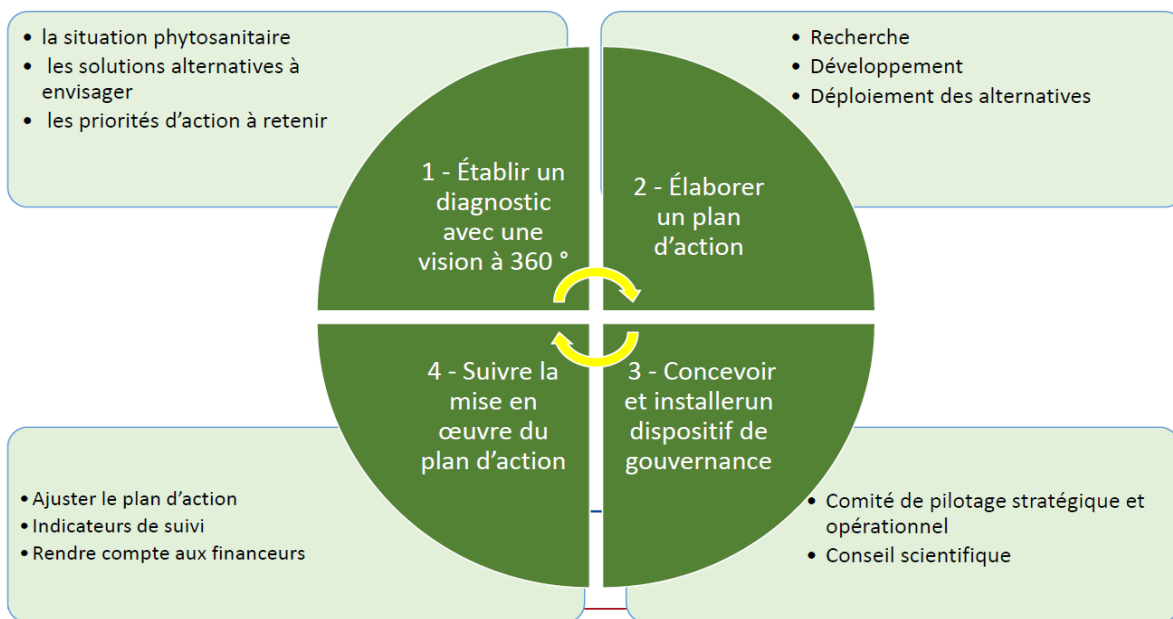 • la situation phytosanitaire
• les solutions alternatives à
envisager
• les priorités d’action à retenir
• Recherche
• Développement
• Déploiement des alternatives
1 - Établir un
diagnostic
avec une
vision à 360 °
2 - Élaborer
un plan
d’action
4 - Suivre la
mise en
œuvre du
plan d’action
3 - Concevoir
et installerun
dispositif de
gouvernance
• Ajuster le plan d’action
• Indicateurs de suivi
• Rendre compte aux financeurs
• Comité de pilotage stratégique et
opérationnel
• Conseil scientifique